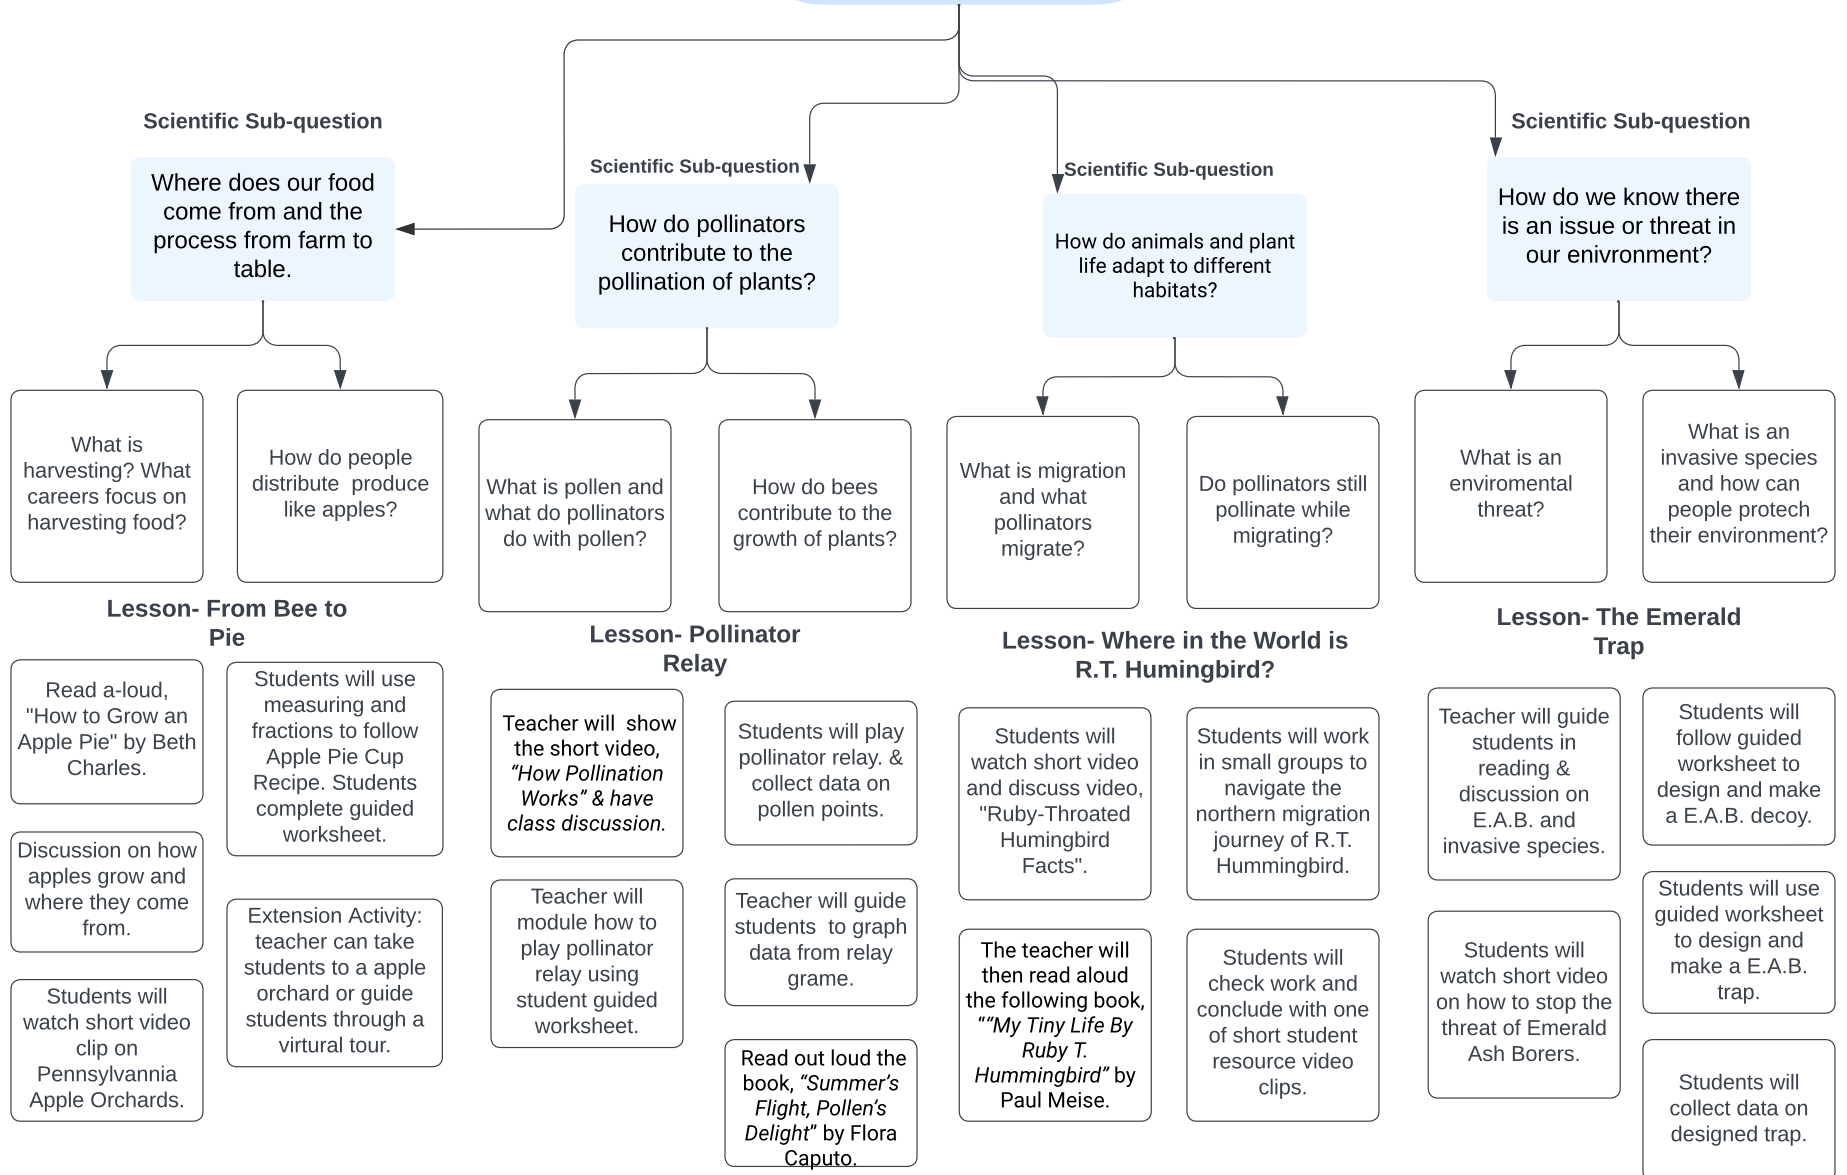 Scientific Sub-question
Where does our food
come from and the
process from farm to
table.
What is
harvesting? What
careers focus on
harvesting food?
How do people
distribute  produce
like apples?
Lesson- From Bee to
Pie
Read a-loud,
"How to Grow an
Apple Pie" by Beth
Charles.
Discussion on how
apples grow and
where they come
from.
Students will
watch short video
clip on
Pennsylvannia
Apple Orchards.
Students will use
measuring and
fractions to follow
Apple Pie Cup
Recipe. Students
complete guided
worksheet.
Extension Activity:
teacher can take
students to a apple
orchard or guide
students through a
virtural tour.
Scientific Sub-question
How do pollinators
contribute to the
pollination of plants?
What is pollen and
what do pollinators
do with pollen?
How do bees
contribute to the
growth of plants?
Lesson- Pollinator
Relay
Teacher will  show
the short video,
“How Pollination
Works” & have
class discussion.
Teacher will
module how to
play pollinator
relay using
student guided
worksheet.
Students will play
pollinator relay. &
collect data on
pollen points.
Teacher will guide
students  to graph
data from relay
grame.
Read out loud the
book, “Summer’s
Flight, Pollen’s
Delight” by Flora
Caputo.
Scientific Sub-question
How do animals and plant
life adapt to different
habitats?
What is migration
and what
pollinators
migrate?
Do pollinators still
pollinate while
migrating?
Lesson- Where in the World is
R.T. Humingbird?
Students will
watch short video
and discuss video,
"Ruby-Throated
Humingbird
Facts".
The teacher will
then read aloud
the following book,
““My Tiny Life By
Ruby T.
Hummingbird” by
Paul Meise.
Students will work
in small groups to
navigate the
northern migration
journey of R.T.
Hummingbird.
Students will
check work and
conclude with one
of short student
resource video
clips.
Scientific Sub-question
How do we know there
is an issue or threat in
our enivronment?
What is an
enviromental
threat?
What is an
invasive species
and how can
people protech
their environment?
Lesson- The Emerald
Trap
Teacher will guide
students in
reading &
discussion on
E.A.B. and
invasive species.
Students will
watch short video
on how to stop the
threat of Emerald
Ash Borers.
Students will
follow guided
worksheet to
design and make
a E.A.B. decoy.
Students will use
guided worksheet
to design and
make a E.A.B.
trap.
Students will
collect data on
designed trap.